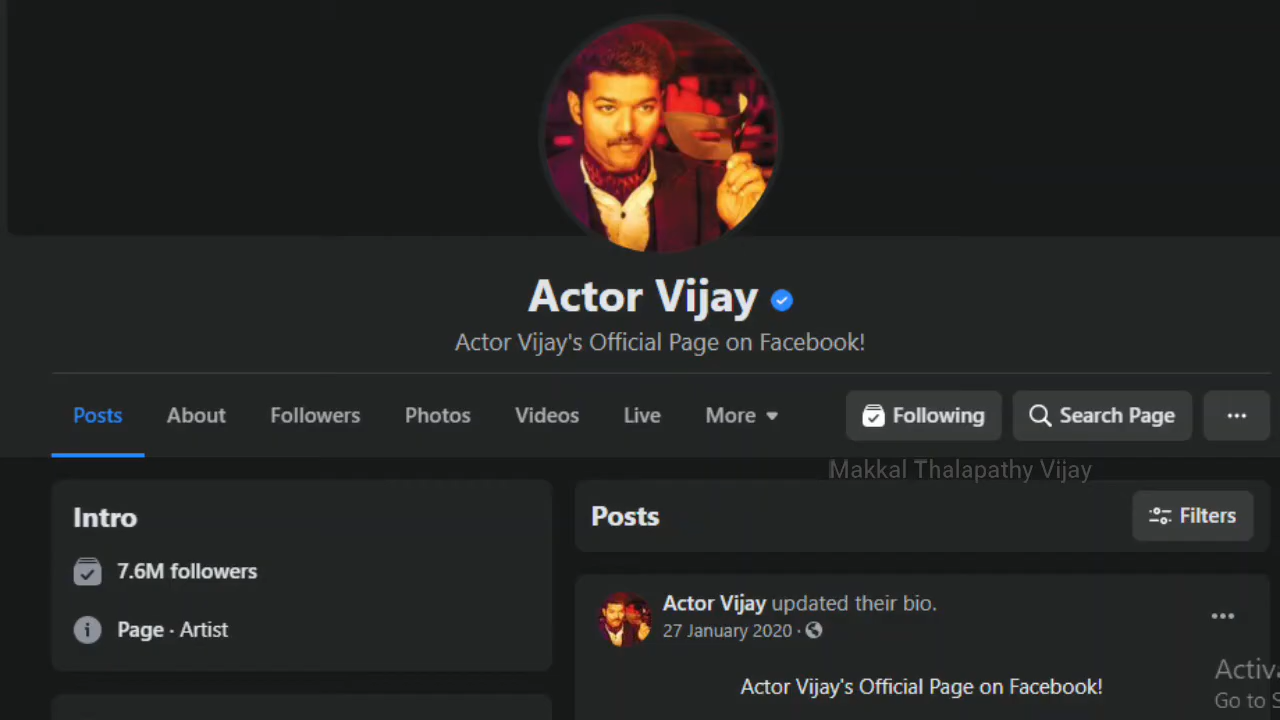 Actor Vijay
Actor Vijay's Official Page on Facebook!
Posts About Followers Photos Videos Live More Following Search Page
Makkal Thalapathy Vijay
Intro
7.6M followers
Page · Artist
Posts Filters
Actor Vijay updated their bio.
27 January 2020 ·
Actor Vijay's Official Page on Facebook!
Go to